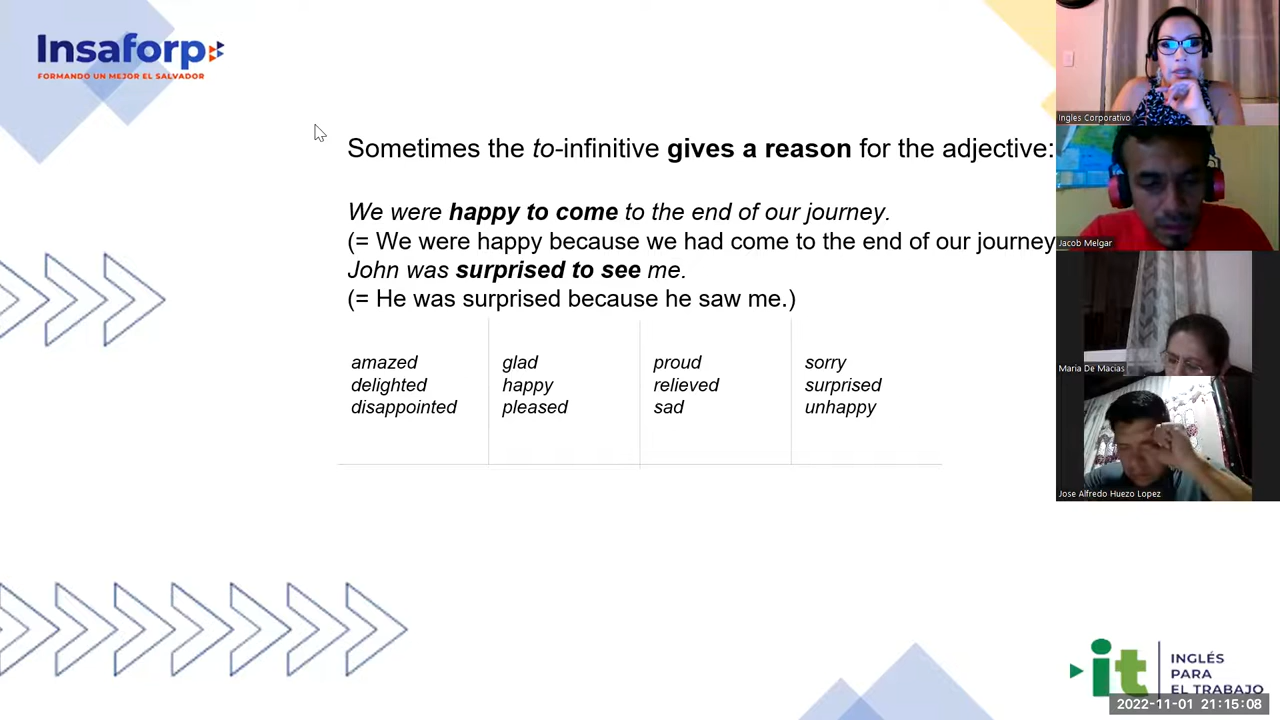 Insaforp
FORMANDO UN MEJOR EL SALVADOR
Sometimes the to-infinitive gives a reason for the adjective:
We were happy to come to the end of our journey.
(= We were happy because we had come to the end of our journey
John was surprised to see me.
(= He was surprised because he saw me.)
amazed
delighted
disappointed
glad
happy
pleased
proud
relieved
sad
sorry
surprised
unhappy
Ingles Corporativo
Jacob Melgar
Maria De Macias
Jose Alfredo Huezo Lopez
it
INGLÉS
PARA
EL TRABAJO
2022-11-01 21:15:08